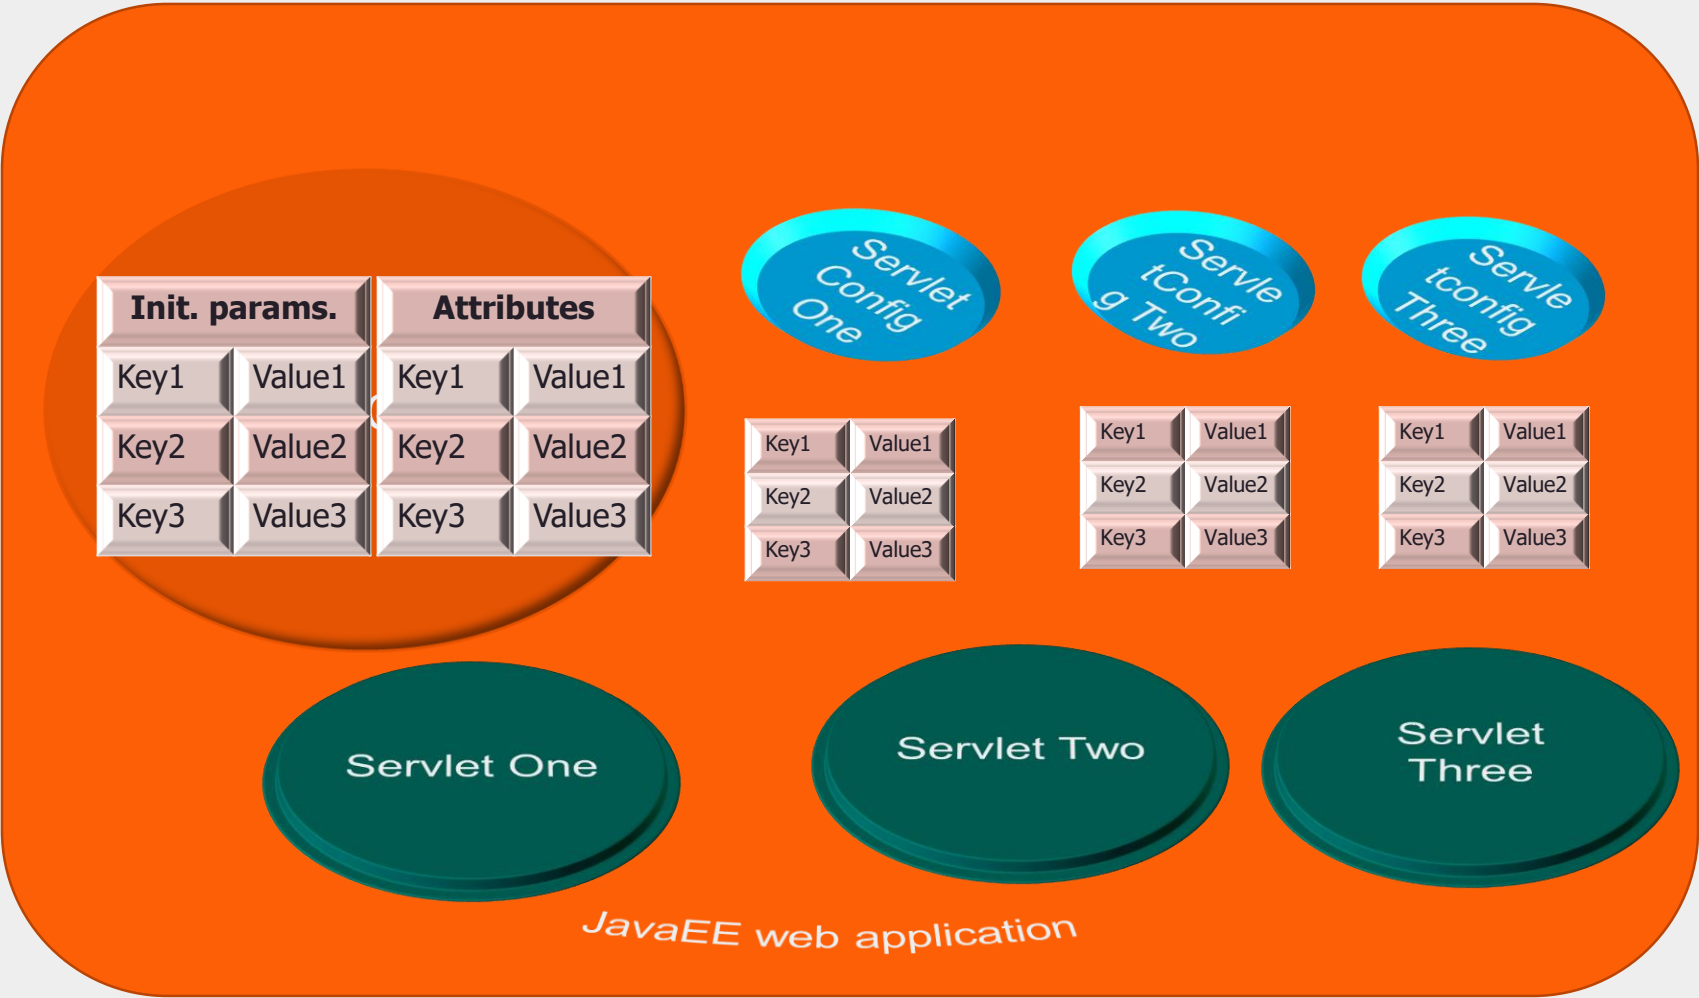 Init. params. Attributes
Key1 Value1 Key1 Value1
Key2 Value2 Key2 Value2
Key3 Value3 Key3 Value3
Servlet
Config
One
Servle
tConfi
g Two
Servle
tconfig
Three
Key1 Value1
Key2 Value2
Key3 Value3
Key1 Value1
Key2 Value2
Key3 Value3
Key1 Value1
Key2 Value2
Key3 Value3
Servlet One
Servlet Two
Servlet
Three
JavaEE web application